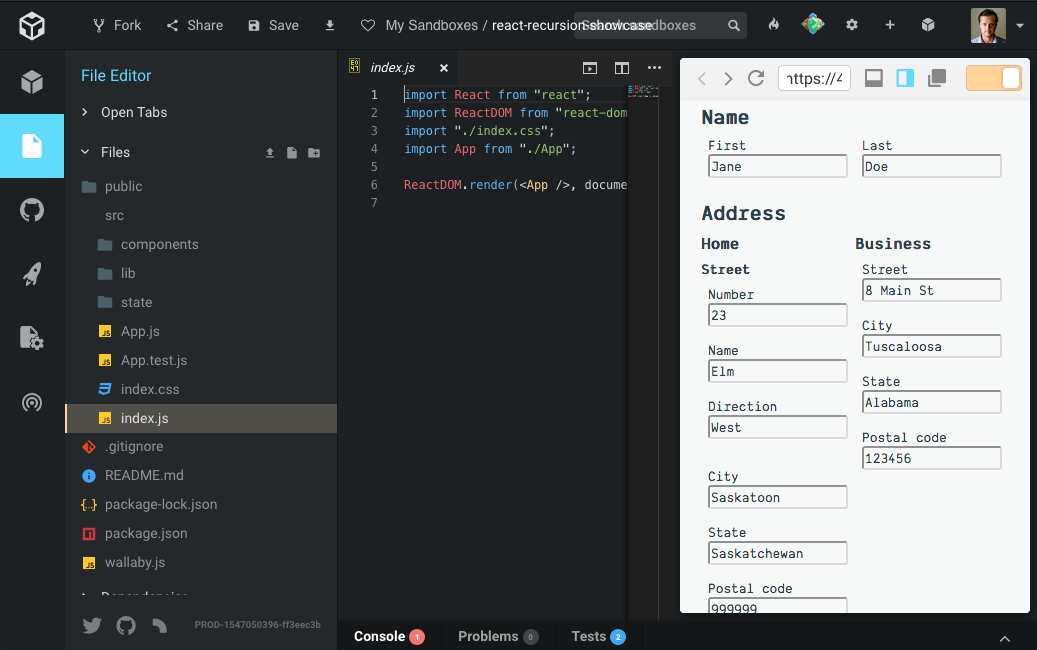 Fork
Share
Save
My Sandboxes / react-recursion-showcase
File Editor
Open Tabs
Files
public
src
components
lib
state
App.js
App.test.js
index.css
index.js
.gitignore
README.md
package-lock.json
package.json
wallaby.js
PROD-1547050396-ff3eec3b
index.js
1 import React from "react";
2 import ReactDOM from "react-dom
3 import "./index.css";
4 import App from "./App";
5
6 ReactDOM.render(<App />, docume
7
Console 1
Problems 0
Tests 2
https://4
Name
First Last
Jane Doe
Address
Home Business
Street Street
8 Main St
Number
23
City
Tuscaloosa
Name
Elm
State
Alabama
Direction
West
Postal code
123456
City
Saskatoon
State
Saskatchewan
Postal code
999999